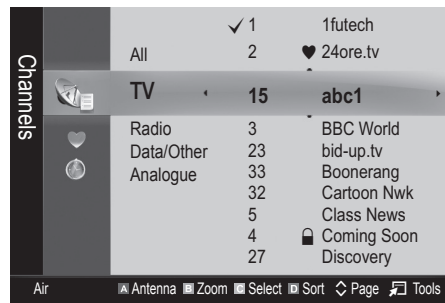 Channels
✓ 1 1futech
All 2 ♥ 24ore.tv
TV 15 abc1
Radio 3 BBC World
Data/Other 23 bid-up.tv
Analogue 33 Boonerang
32 Cartoon Nwk
5 Class News
4 Coming Soon
27 Discovery
Air A Antenna B Zoom C Select D Sort Page Tools